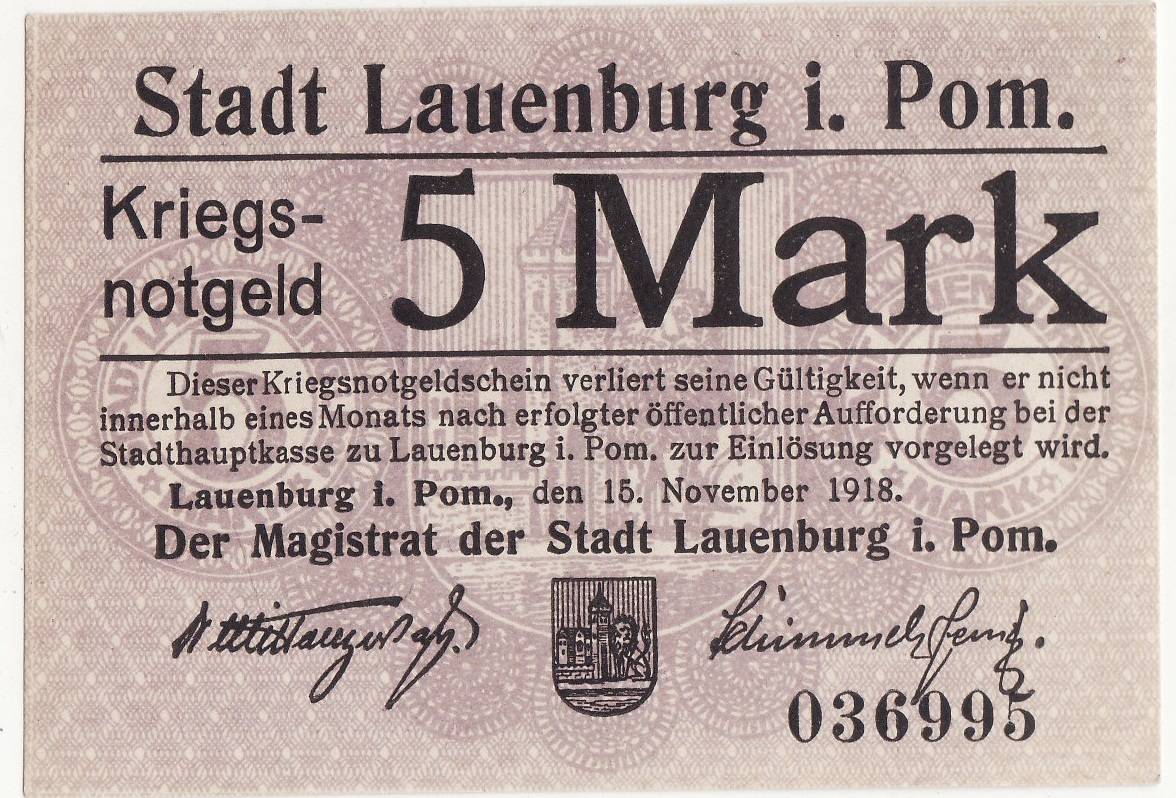 Stadt Lauenburg i. Pom.
Kriegs-
notgeld
5 Mark
Dieser Kriegsnotgeldschein verliert seine Gültigkeit, wenn er nicht
innerhalb eines Monats nach erfolgter öffentlicher Aufforderung bei der
Stadthauptkasse zu Lauenburg i. Pom. zur Einlösung vorgelegt wird.
Lauenburg i. Pom., den 15. November 1918.
Der Magistrat der Stadt Lauenburg i. Pom.
036995